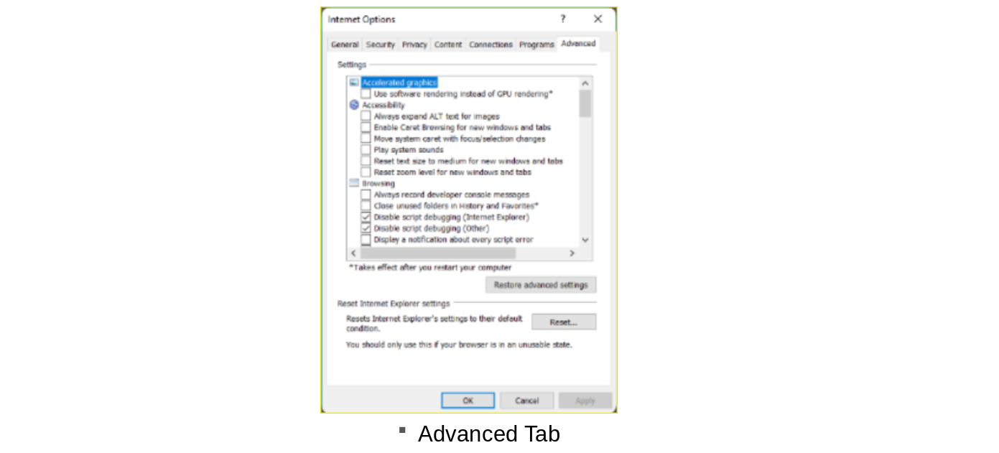 Internet Options ?
General Security Privacy Content Connections Programs Advanced
Settings
Accelerated graphics
Use software rendering instead of GPU rendering*
Accessibility
Always expand ALT text for images
Enable Caret Browsing for new windows and tabs
Move system caret with focus/selection changes
Play system sounds
Reset text size to medium for new windows and tabs
Reset zoom level for new windows and tabs
Browsing
Always record developer console messages
Close unused folders in History and Favorites*
Disable script debugging (Internet Explorer)
Disable script debugging (Other)
Display a notification about every script error
*Takes effect after you restart your computer
Restore advanced settings
Reset Internet Explorer settings
Resets Internet Explorer's settings to their default
condition.
Reset...
You should only use this if your browser is in an unusable state.
OK Cancel Apply
▪ Advanced Tab